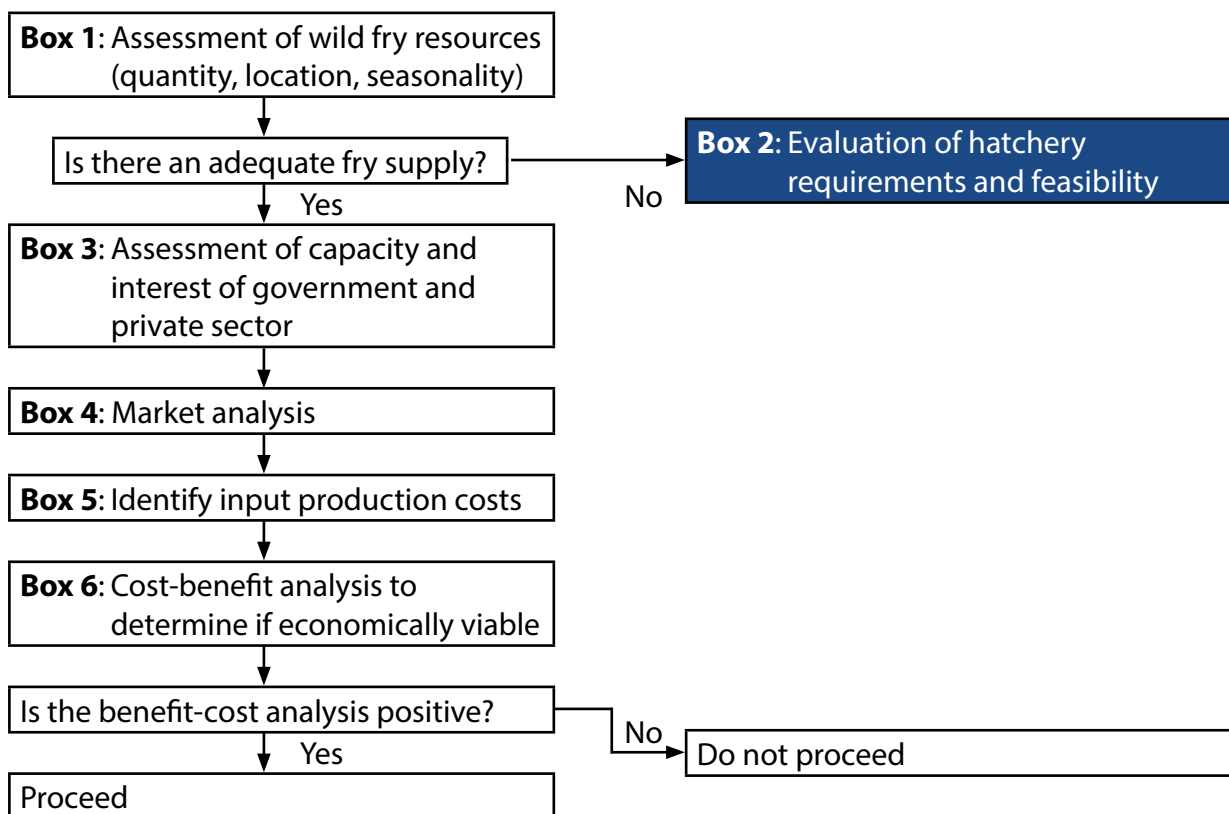 Box 1: Assessment of wild fry resources
(quantity, location, seasonality)
Is there an adequate fry supply?
No
Box 2: Evaluation of hatchery
requirements and feasibility
Yes
Box 3: Assessment of capacity and
interest of government and
private sector
Box 4: Market analysis
Box 5: Identify input production costs
Box 6: Cost-benefit analysis to
determine if economically viable
Is the benefit-cost analysis positive?
No
Do not proceed
Yes
Proceed